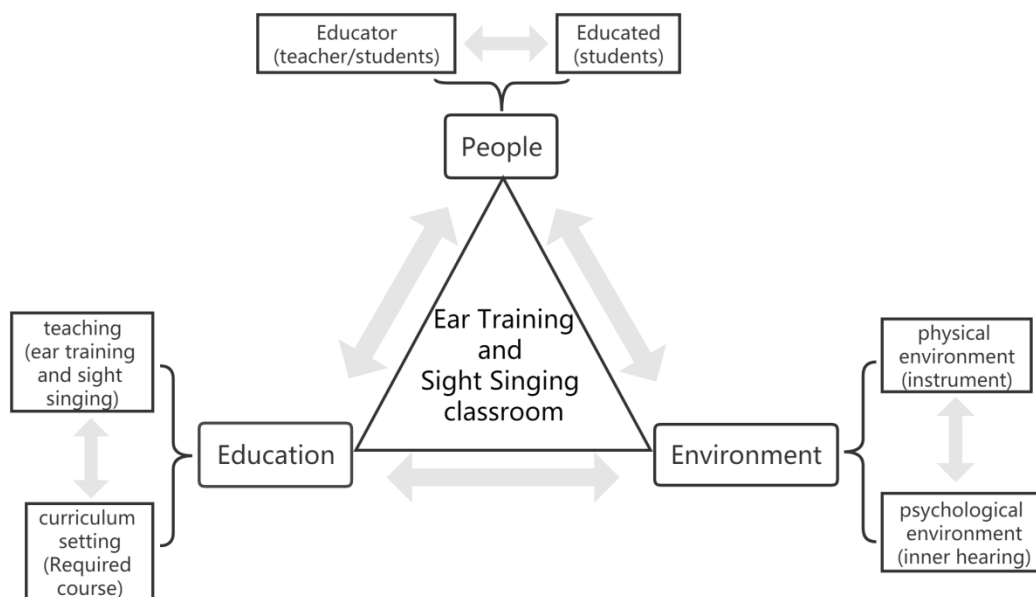 Educator
(teacher/students)
Educated
(students)
People
Ear Training
and
Sight Singing
classroom
teaching
(ear training
and sight
singing)
Education
curriculum
setting
(Required
course)
Environment
physical
environment
(instrument)
psychological
environment
(inner hearing)